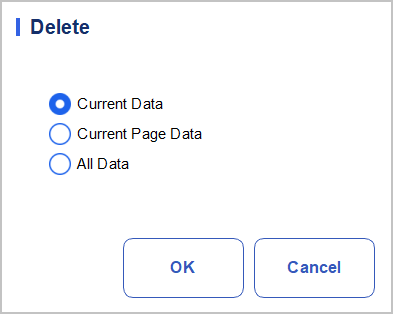 Delete
Current Data
Current Page Data
All Data
OK
Cancel